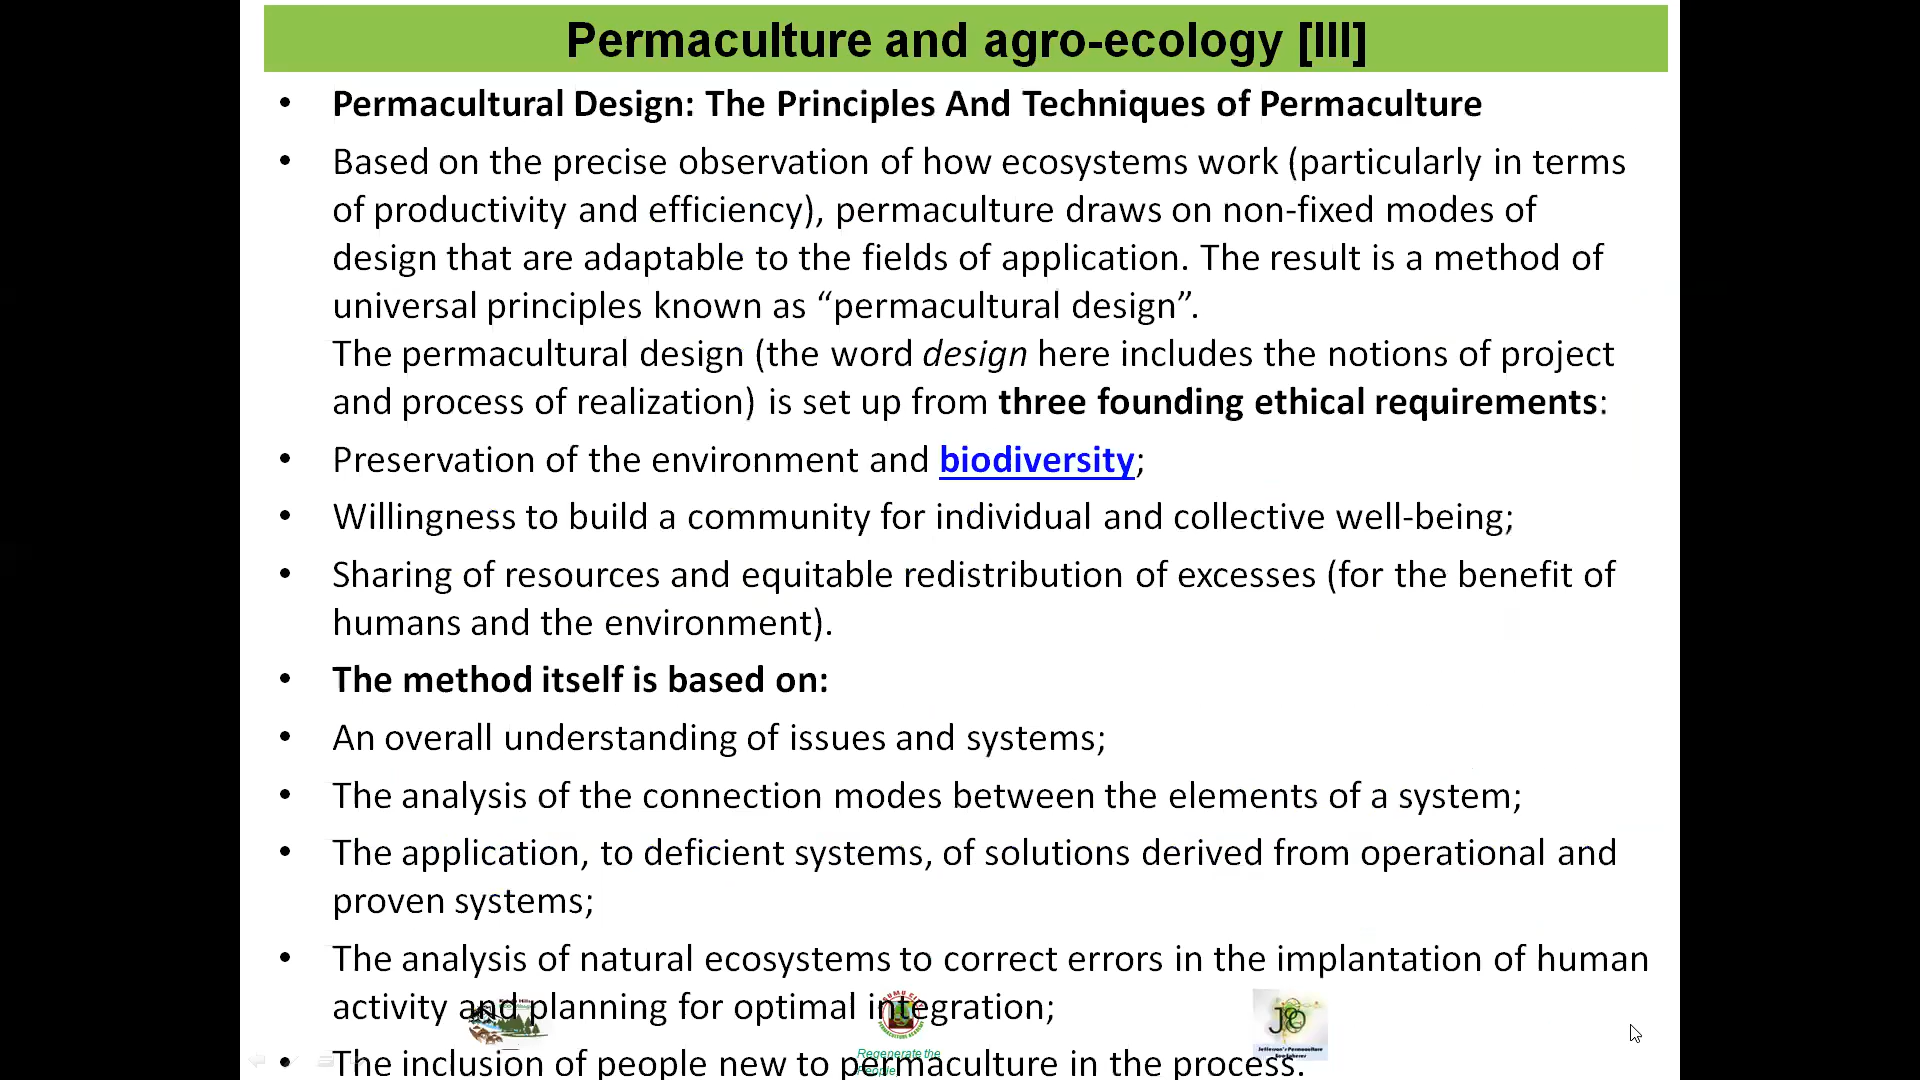 Permaculture and agro-ecology [III]
• Permacultural Design: The Principles And Techniques of Permaculture
• Based on the precise observation of how ecosystems work (particularly in terms
of productivity and efficiency), permaculture draws on non-fixed modes of
design that are adaptable to the fields of application. The result is a method of
universal principles known as “permacultural design”.
The permacultural design (the word design here includes the notions of project
and process of realization) is set up from three founding ethical requirements:
• Preservation of the environment and biodiversity;
• Willingness to build a community for individual and collective well-being;
• Sharing of resources and equitable redistribution of excesses (for the benefit of
humans and the environment).
• The method itself is based on:
• An overall understanding of issues and systems;
• The analysis of the connection modes between the elements of a system;
• The application, to deficient systems, of solutions derived from operational and
proven systems;
• The analysis of natural ecosystems to correct errors in the implantation of human
activity and planning for optimal integration;
• The inclusion of people new to permaculture in the process.
Regenerate the
People
Jefferson's Permaculture